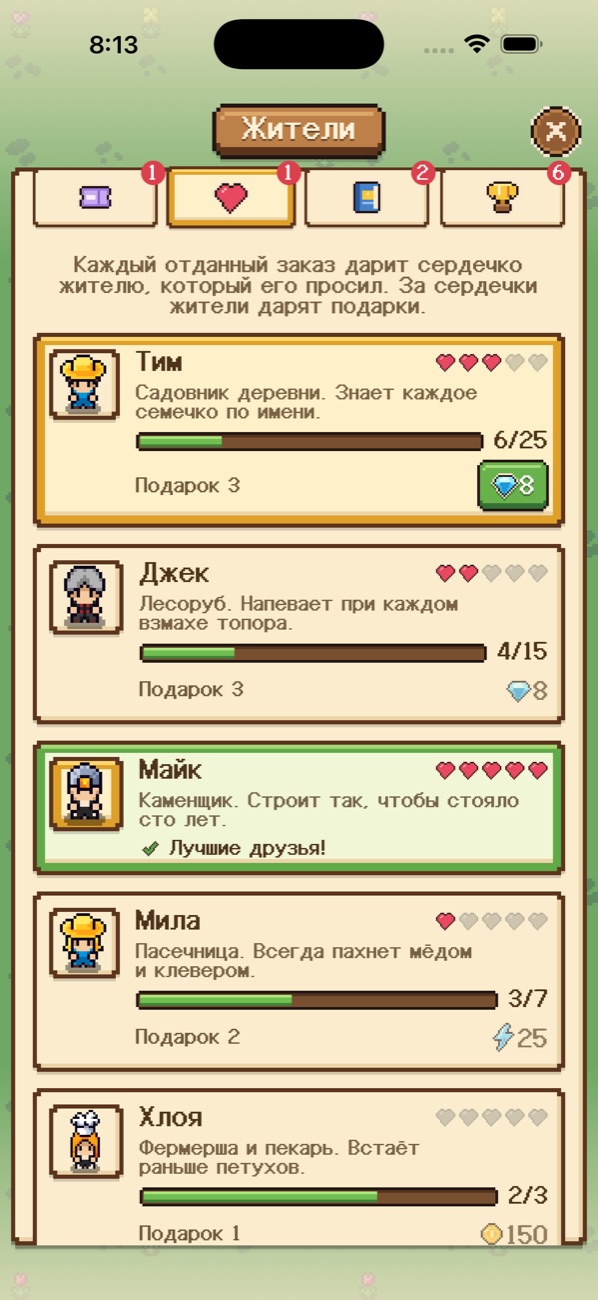 8:13
Жители
1
1
2
6
Каждый отданный заказ дарит сердечко
жителю, который его просил. За сердечки
жители дарят подарки.
Тим
Садовник деревни. Знает каждое
семечко по имени.
6/25
Подарок 3
8
Джек
Лесоруб. Напевает при каждом
взмахе топора.
4/15
Подарок 3
8
Майк
Каменщик. Строит так, чтобы стояло
сто лет.
Лучшие друзья!
Мила
Пасечница. Всегда пахнет мёдом
и клевером.
3/7
Подарок 2
25
Хлоя
Фермерша и пекарь. Встаёт
раньше петухов.
2/3
Подарок 1
150